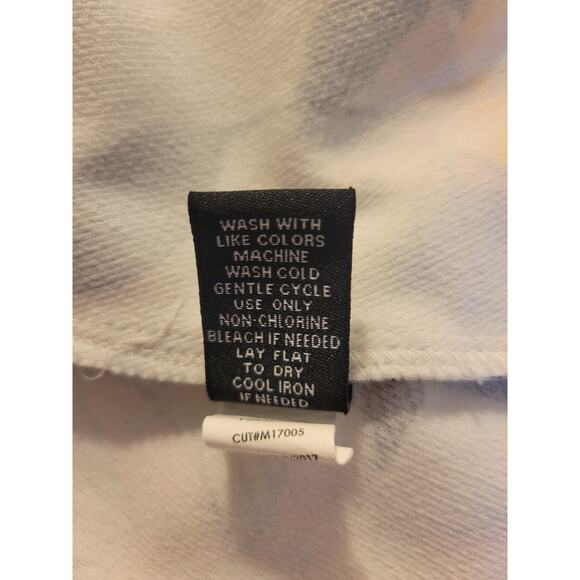 WASH WITH
LIKE COLORS
MACHINE
WASH COLD
GENTLE CYCLE
USE ONLY
NON-CHLORINE
BLEACH IF NEEDED
LAY FLAT
TO DRY
COOL IRON
IF NEEDED
CUT#M17005
/2017